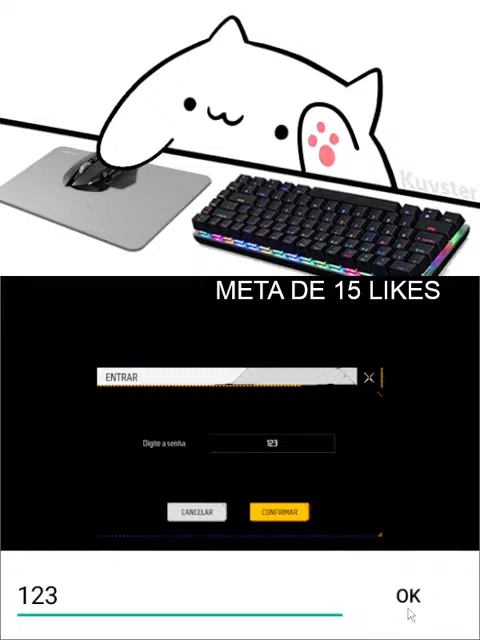 Kuvster
META DE 15 LIKES
ENTRAR
Digite a senha
123
CANCELAR
CONFIRMAR
123
OK